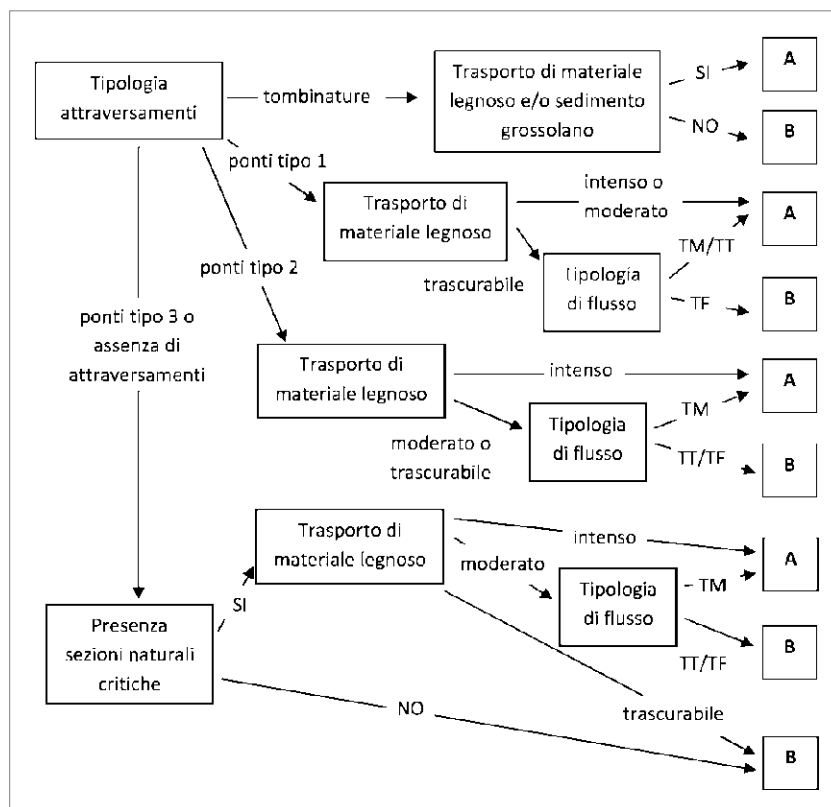 Tipologia
attraversamenti
tombinature
Trasporto di materiale
legnoso e/o sedimento
grossolano
SI
A
NO
B
ponti tipo 1
Trasporto di
materiale legnoso
intenso o
moderato
A
trascurabile
Tipologia
di flusso
TM/TT
TF
B
ponti tipo 2
Trasporto di
materiale legnoso
intenso
A
moderato o
trascurabile
Tipologia
di flusso
TM
TT/TF
B
ponti tipo 3 o
assenza di
attraversamenti
Presenza
sezioni naturali
critiche
SI
Trasporto di
materiale legnoso
intenso
A
moderato
Tipologia
di flusso
TM
TT/TF
B
trascurabile
NO
B